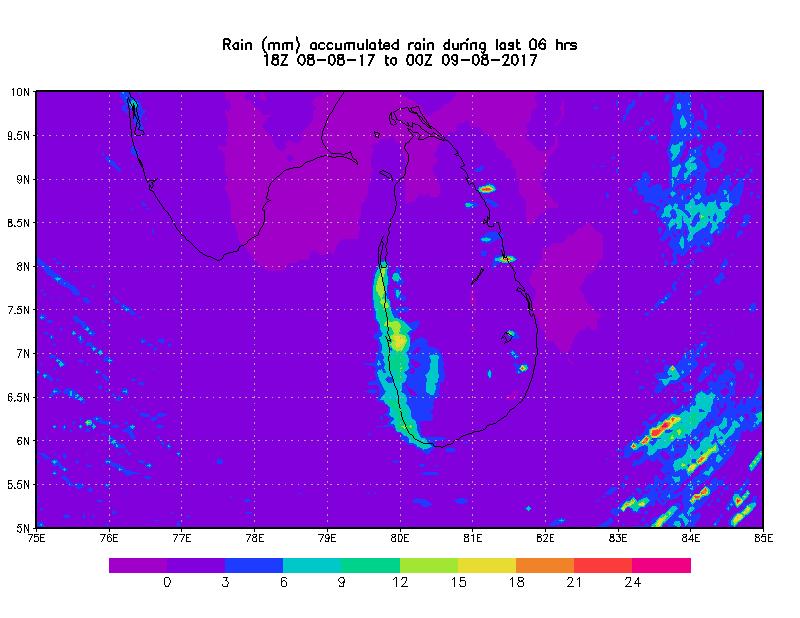 Rain (mm) accumulated rain during last 06 hrs
18Z 08-08-17 to 00Z 09-08-2017
10N
9.5N
9N
8.5N
8N
7.5N
7N
6.5N
6N
5.5N
5N
75E 76E 77E 78E 79E 80E 81E 82E 83E 84E 85E
0 3 6 9 12 15 18 21 24